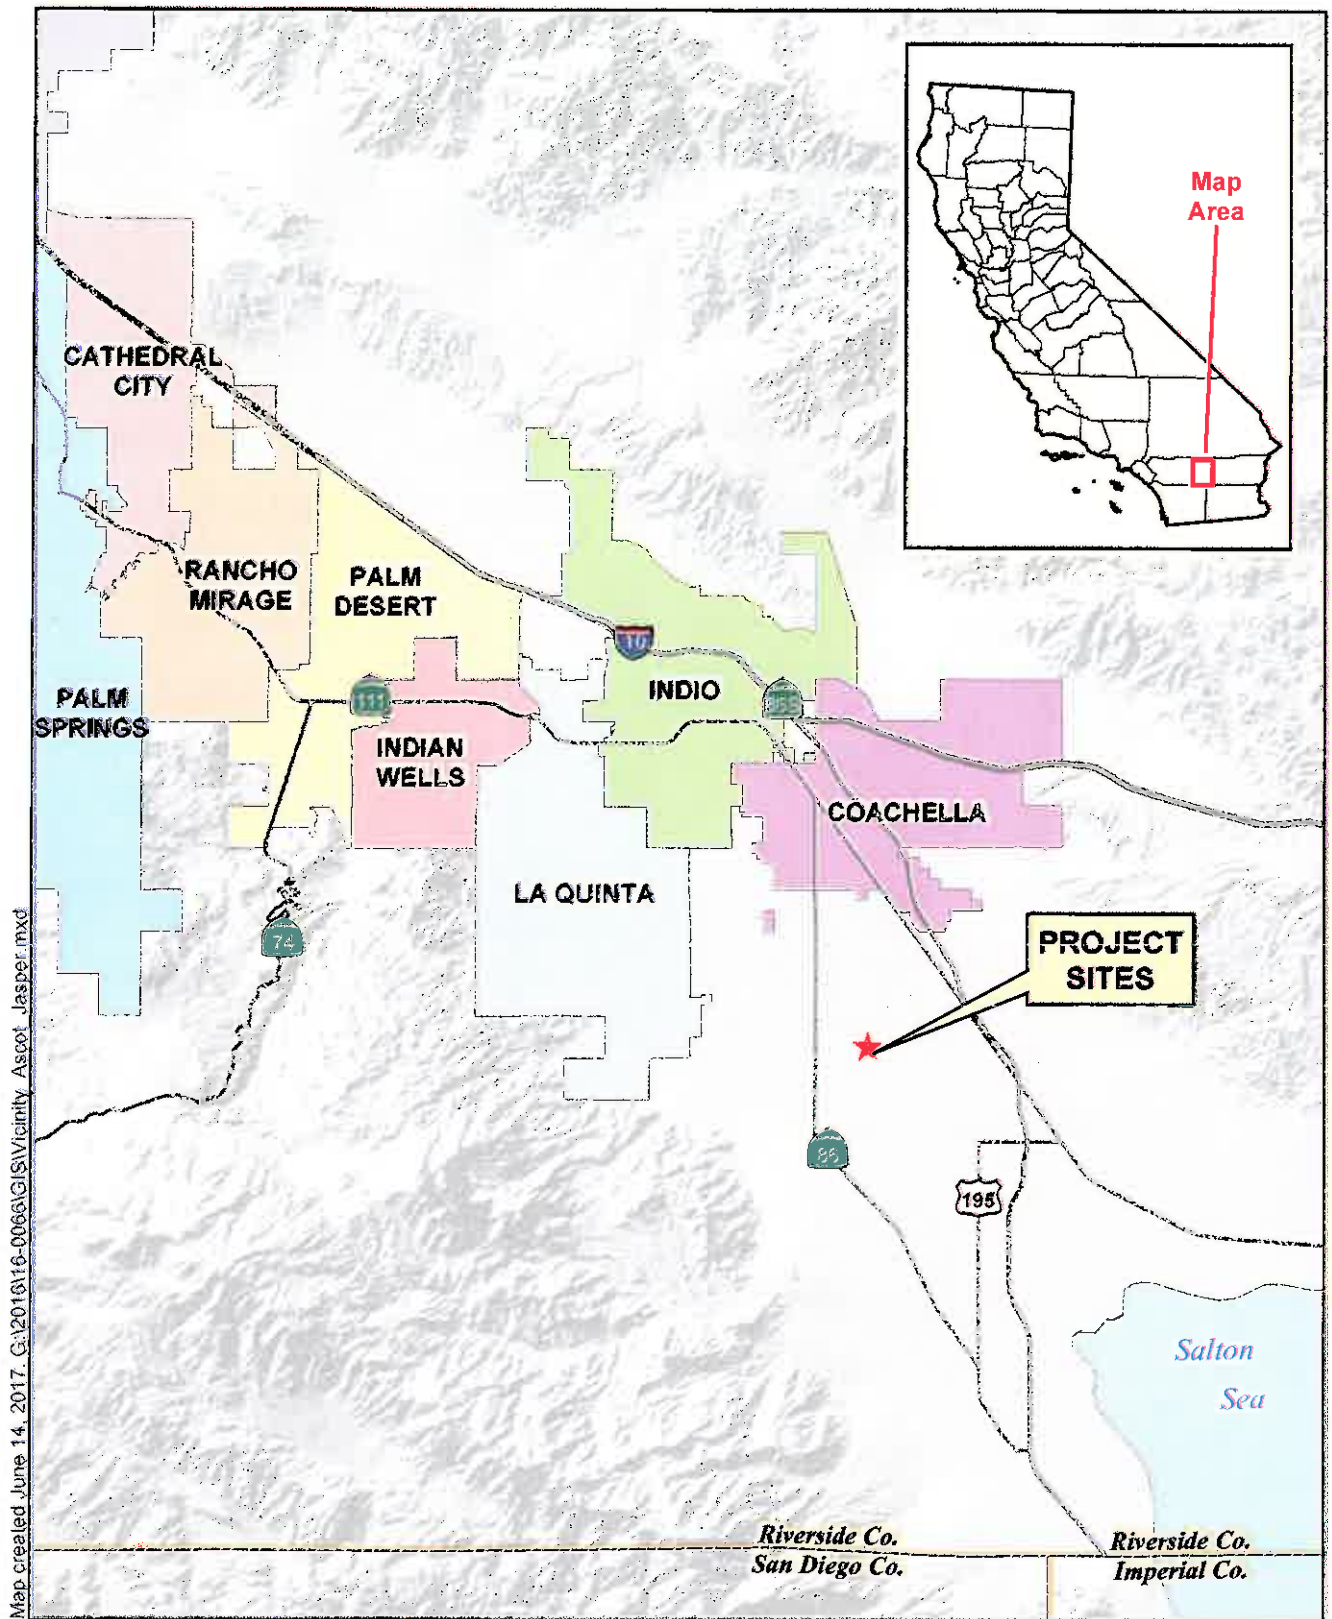 Map
Area
CATHEDRAL
CITY
RANCHO
MIRAGE
PALM
DESERT
10
PALM
SPRINGS
111
INDIO
INDIAN
WELLS
COACHELLA
LA QUINTA
74
PROJECT
SITES
86
195
Salton
Sea
Riverside Co.
San Diego Co.
Riverside Co.
Imperial Co.
Map created June 14, 2017. G:\2016\16-0066\GIS\Vicinity_Ascot_Jasper.mxd